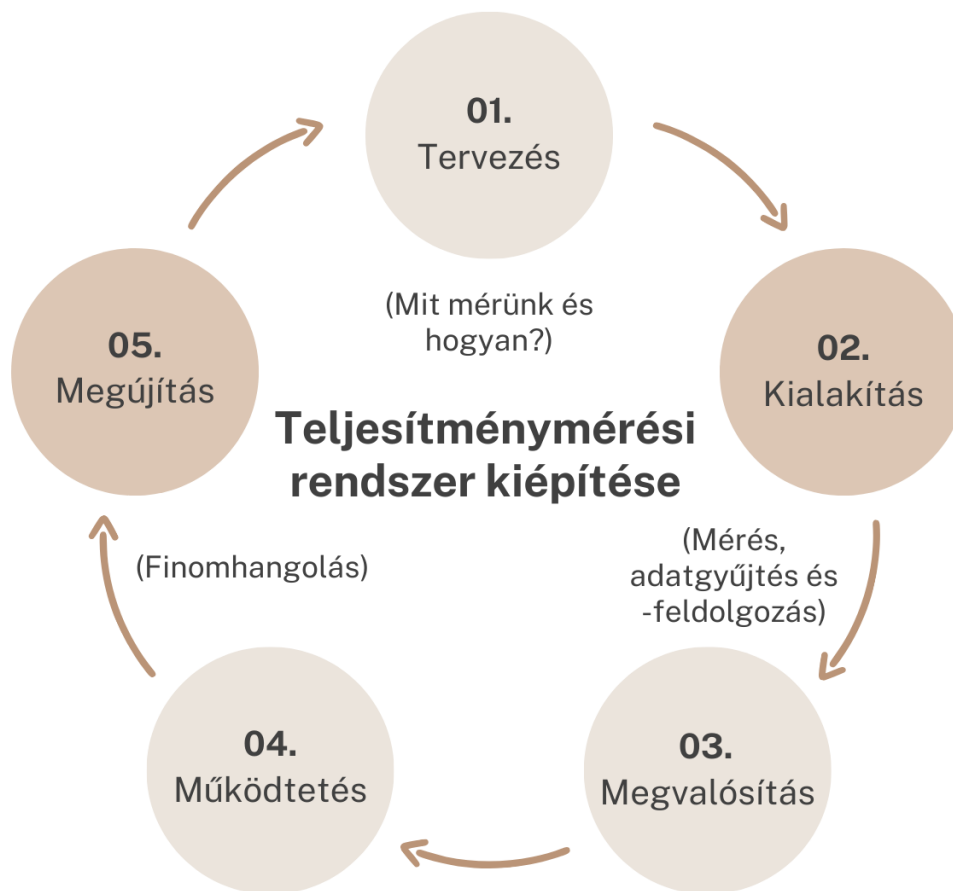 01.
Tervezés
(Mit mérünk és
hogyan?)
02.
Kialakítás
(Mérés,
adatgyűjtés és
-feldolgozás)
03.
Megvalósítás
04.
Működtetés
(Finomhangolás)
05.
Megújítás
Teljesítménymérési
rendszer kiépítése